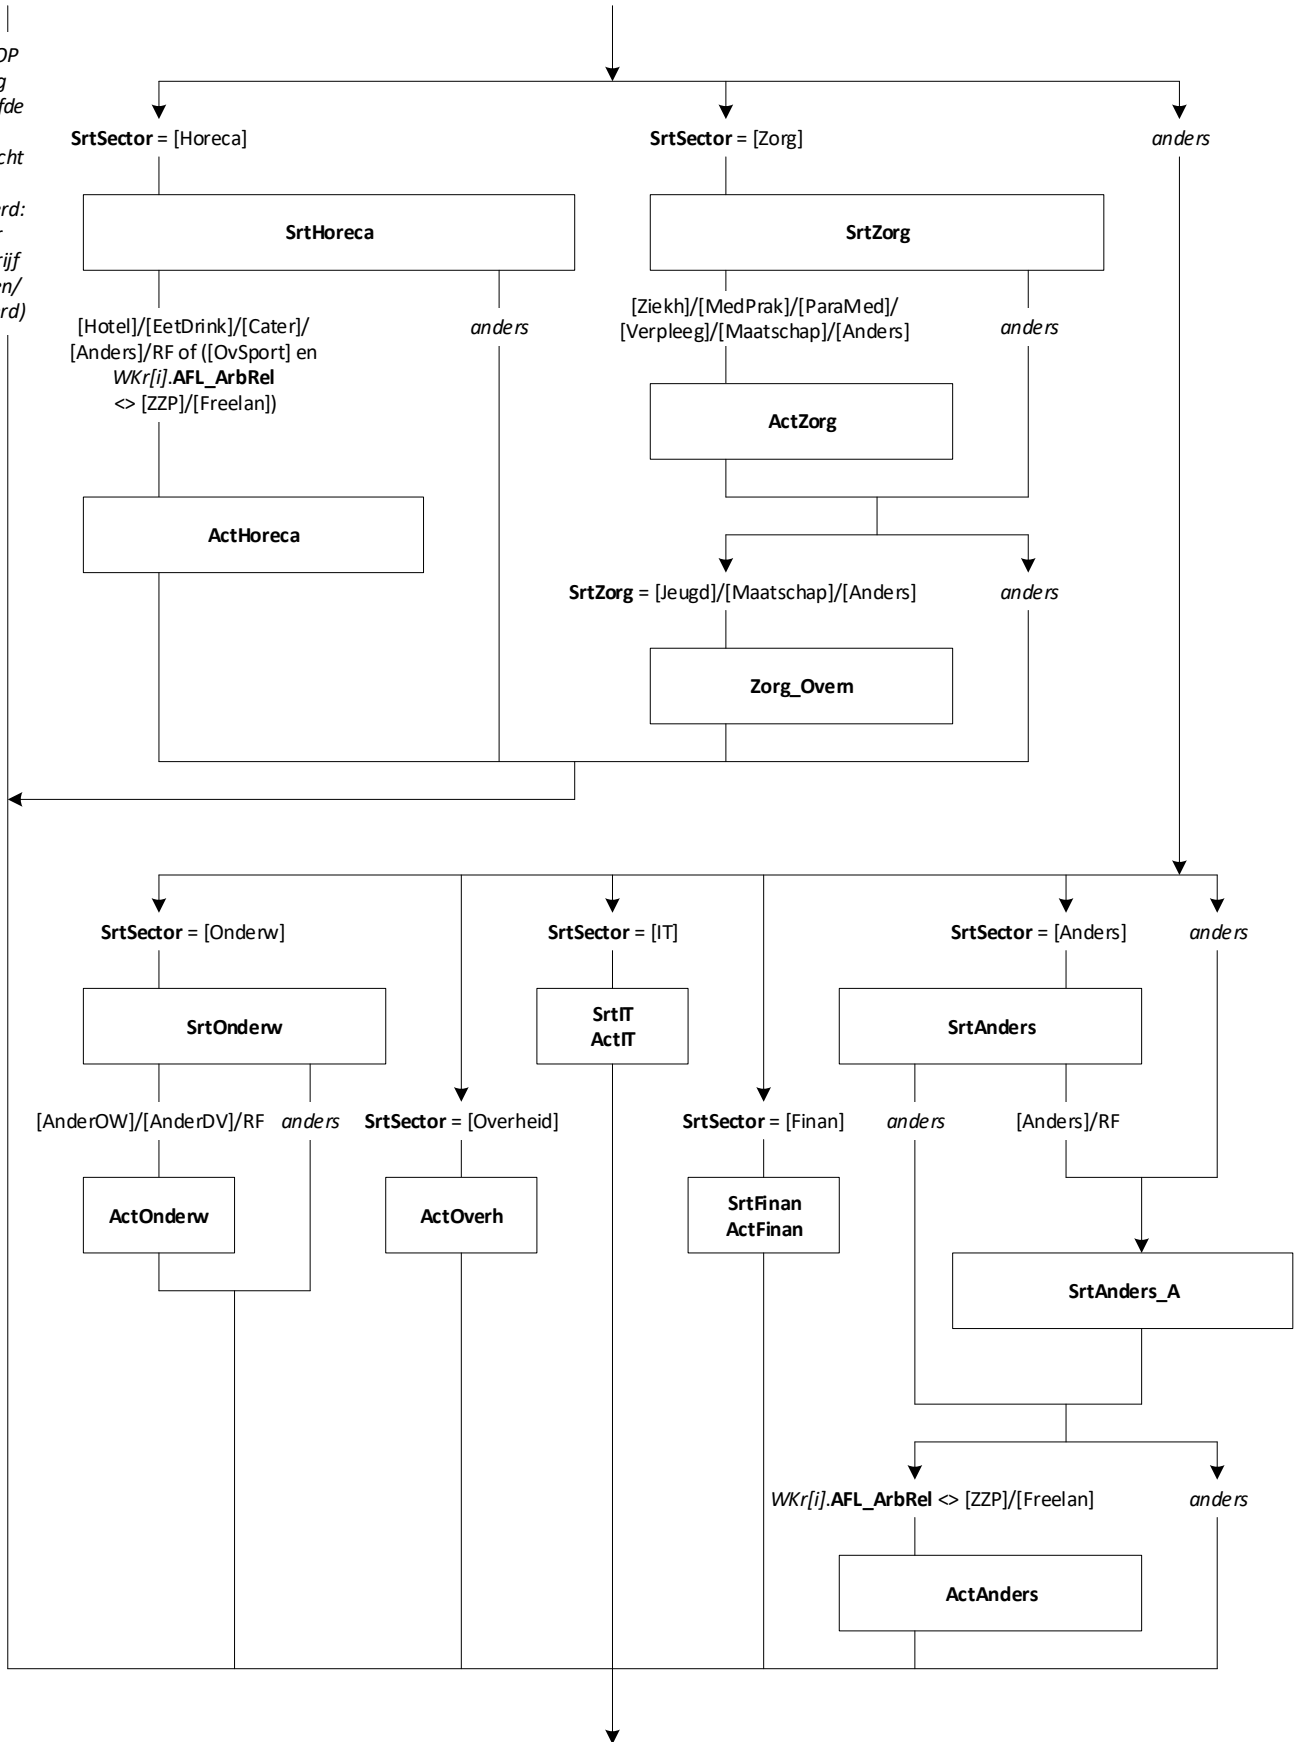 OP
g
fde
cht
rd:
r
rijf
en/
rd)
SrtSector = [Horeca]
SrtSector = [Zorg]
anders
SrtHoreca
SrtZorg
[Hotel]/[EetDrink]/[Cater]/
[Anders]/RF of ([OvSport] en
WKr[i].AFL_ArbRel
<> [ZZP]/[Freelan])
anders
[Ziekh]/[MedPrak]/[ParaMed]/
[Verpleeg]/[Maatschap]/[Anders]
anders
ActZorg
ActHoreca
SrtZorg = [Jeugd]/[Maatschap]/[Anders]
anders
Zorg_Overn
SrtSector = [Onderw]
SrtSector = [IT]
SrtSector = [Anders]
anders
SrtOnderw
SrtIT
ActIT
SrtAnders
[AnderOW]/[AnderDV]/RF
anders
SrtSector = [Overheid]
SrtSector = [Finan]
anders
[Anders]/RF
ActOnderw
ActOverh
SrtFinan
ActFinan
SrtAnders_A
WKr[i].AFL_ArbRel <> [ZZP]/[Freelan]
anders
ActAnders